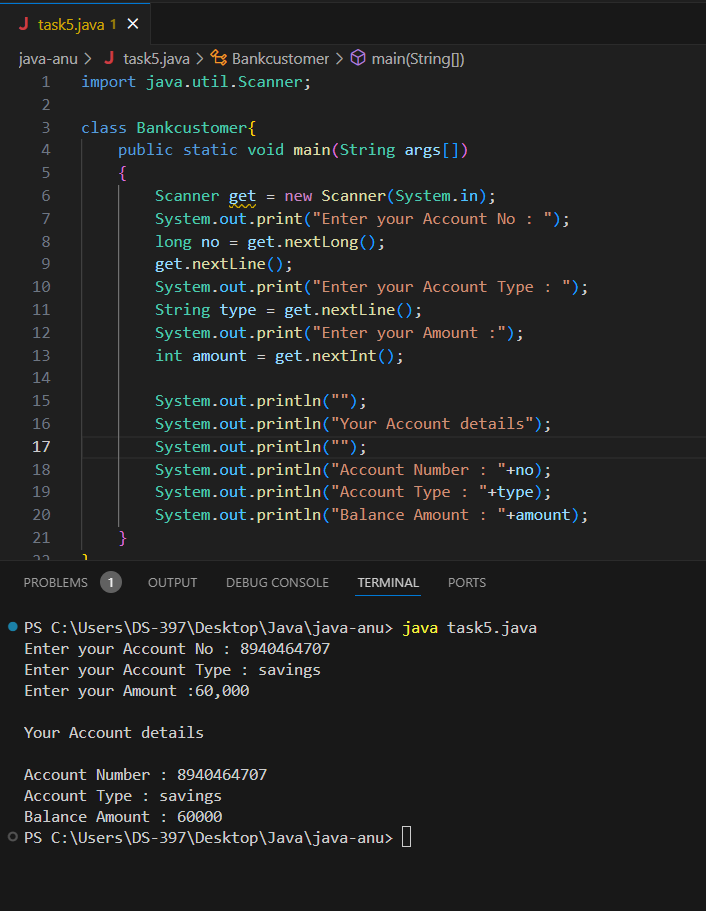 J task5.java 1 ×
java-anu > J task5.java > Bankcustomer > main(String[])
1 import java.util.Scanner;
2
3 class Bankcustomer{
4 public static void main(String args[])
5 {
6 Scanner get = new Scanner(System.in);
7 System.out.print("Enter your Account No : ");
8 long no = get.nextLong();
9 get.nextLine();
10 System.out.print("Enter your Account Type : ");
11 String type = get.nextLine();
12 System.out.print("Enter your Amount :");
13 int amount = get.nextInt();
14
15 System.out.println("");
16 System.out.println("Your Account details");
17 System.out.println("");
18 System.out.println("Account Number : "+no);
19 System.out.println("Account Type : "+type);
20 System.out.println("Balance Amount : "+amount);
21 }
22 }
PROBLEMS 1 OUTPUT DEBUG CONSOLE TERMINAL PORTS
PS C:\Users\DS-397\Desktop\Java\java-anu> java task5.java
Enter your Account No : 8940464707
Enter your Account Type : savings
Enter your Amount :60,000
Your Account details
Account Number : 8940464707
Account Type : savings
Balance Amount : 60000
PS C:\Users\DS-397\Desktop\Java\java-anu>